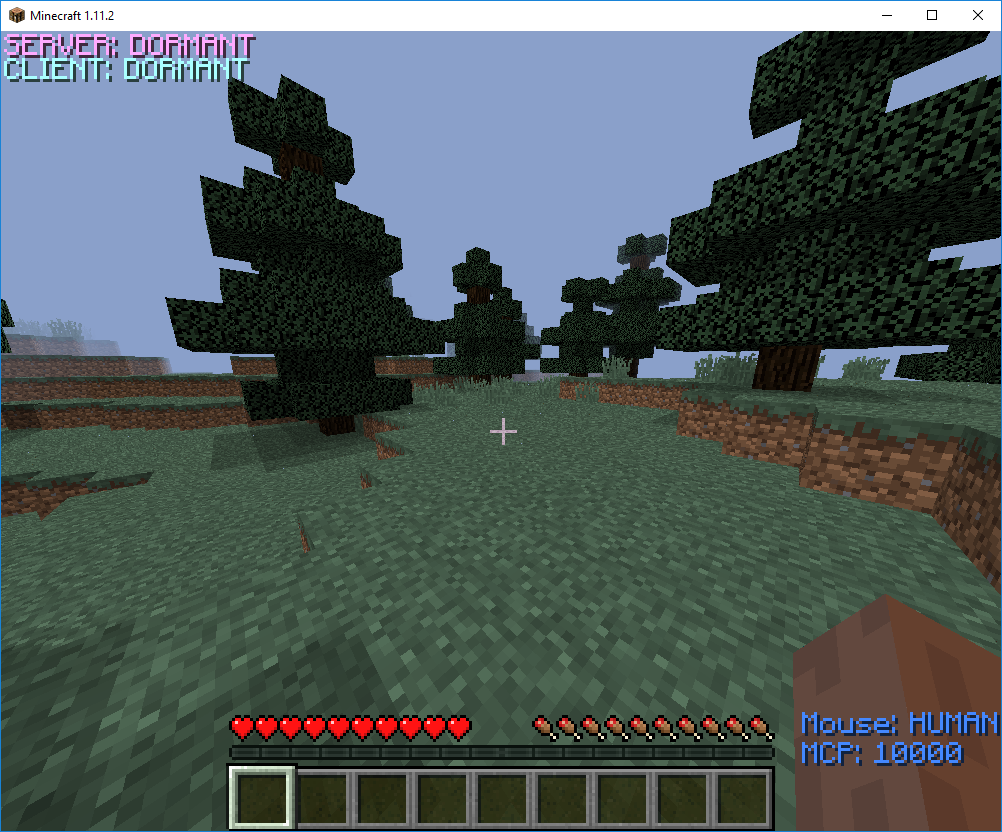 Minecraft 1.11.2
SERVER: DORMANT
CLIENT: DORMANT
Mouse: HUMAN
MCP: 10000